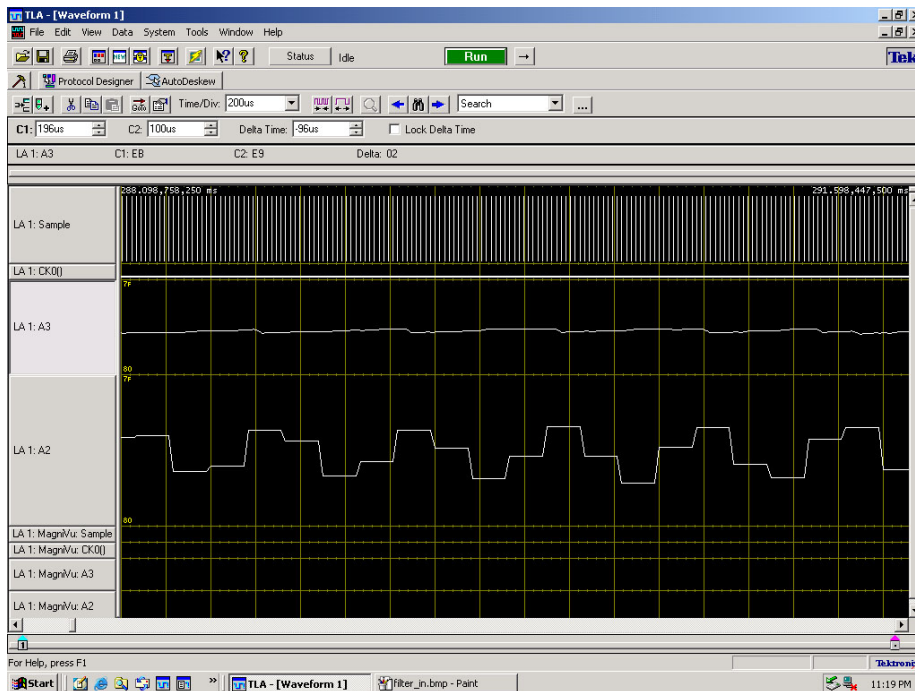 TLA - [Waveform 1]
File Edit View Data System Tools Window Help
Status Idle Run Tek
Protocol Designer AutoDeskew
Time/Div: 200us Search ...
C1: 196us C2: 100us Delta Time: -96us Lock Delta Time
LA 1: A3 C1: EB C2: E9 Delta: 02
288.098,758,250 ms 291.598,447,500 ms
LA 1: Sample
LA 1: CK0()
7F
LA 1: A3
80
7F
LA 1: A2
80
LA 1: MagniVu: Sample
LA 1: MagniVu: CK0()
LA 1: MagniVu: A3
LA 1: MagniVu: A2
1
For Help, press F1 Tektroni
Start » TLA - [Waveform 1] filter_in.bmp - Paint 11:19 PM